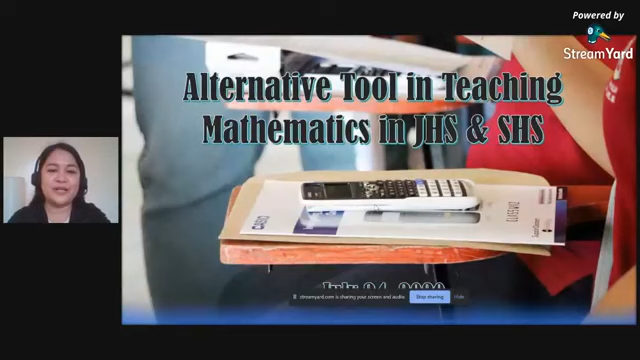 Powered by
StreamYard
Alternative Tool in Teaching
Mathematics in JHS & SHS
CASIO
CLASSWIZ
streamyard.com is sharing your screen and audio.
Stop sharing
Hide